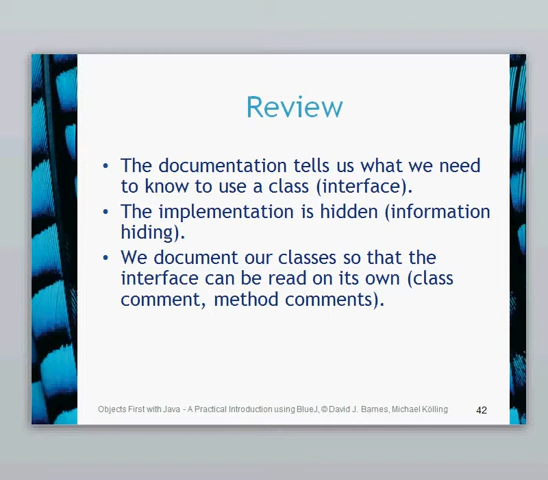 Review
• The documentation tells us what we need
to know to use a class (interface).
• The implementation is hidden (information
hiding).
• We document our classes so that the
interface can be read on its own (class
comment, method comments).
Objects First with Java - A Practical Introduction using BlueJ, © David J. Barnes, Michael Kölling
42